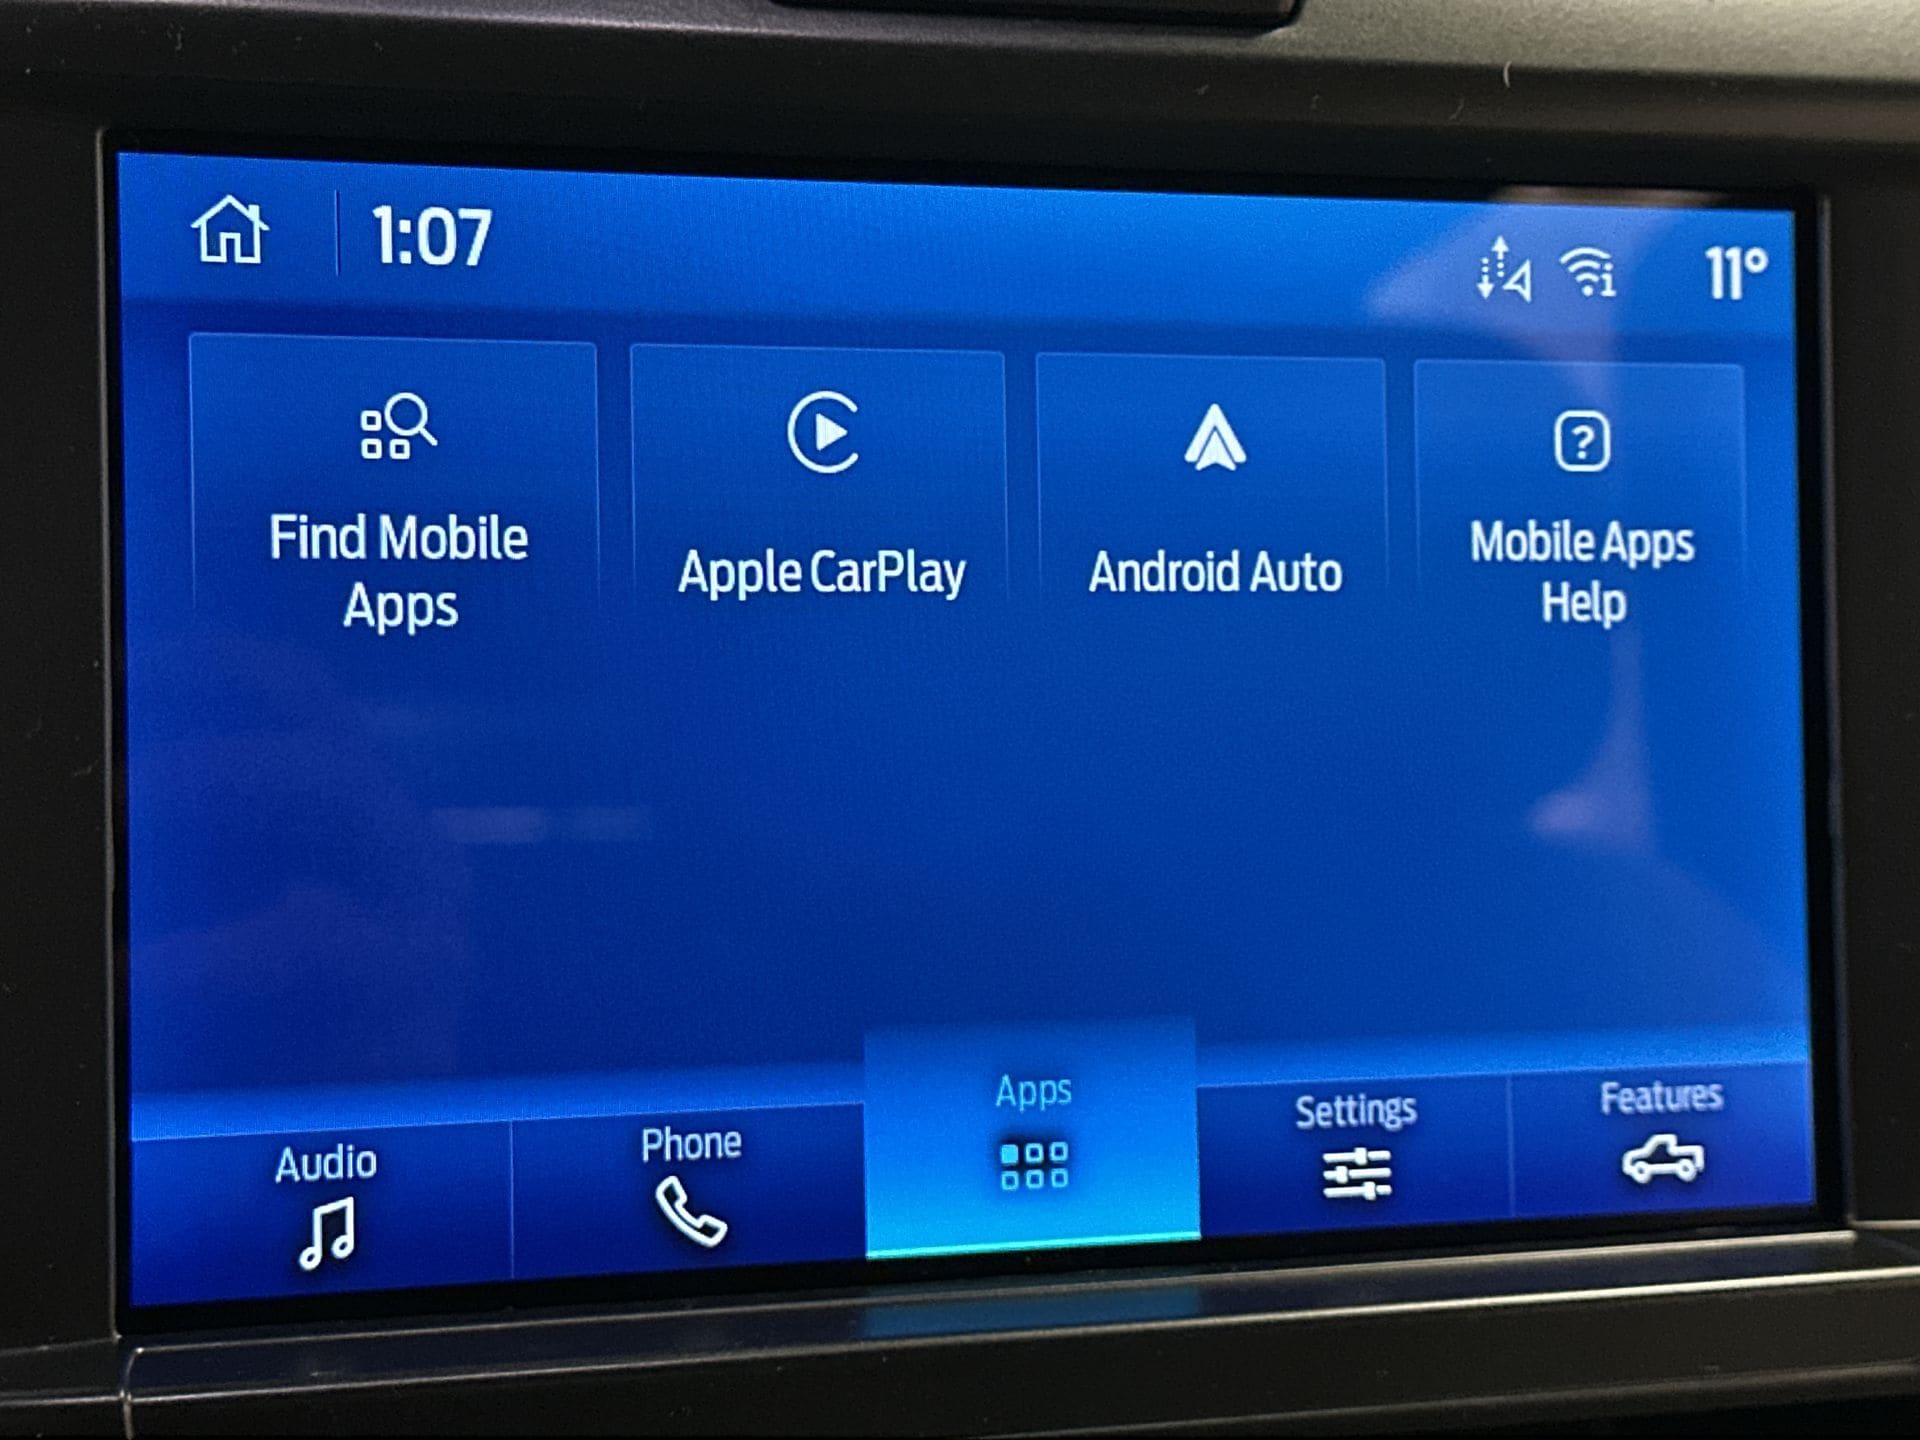 1:07
11°
Find Mobile
Apps
Apple CarPlay
Android Auto
Mobile Apps
Help
Audio
Phone
Apps
Settings
Features